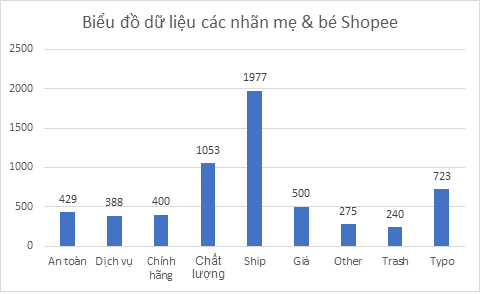 Biểu đồ dữ liệu các nhãn mẹ & bé Shopee
2500
2000
1500
1000
500
0
429
388
400
1053
1977
500
275
240
723
An toàn
Dịch vụ
Chính
hãng
Chất
lượng
Ship
Giá
Other
Trash
Typo